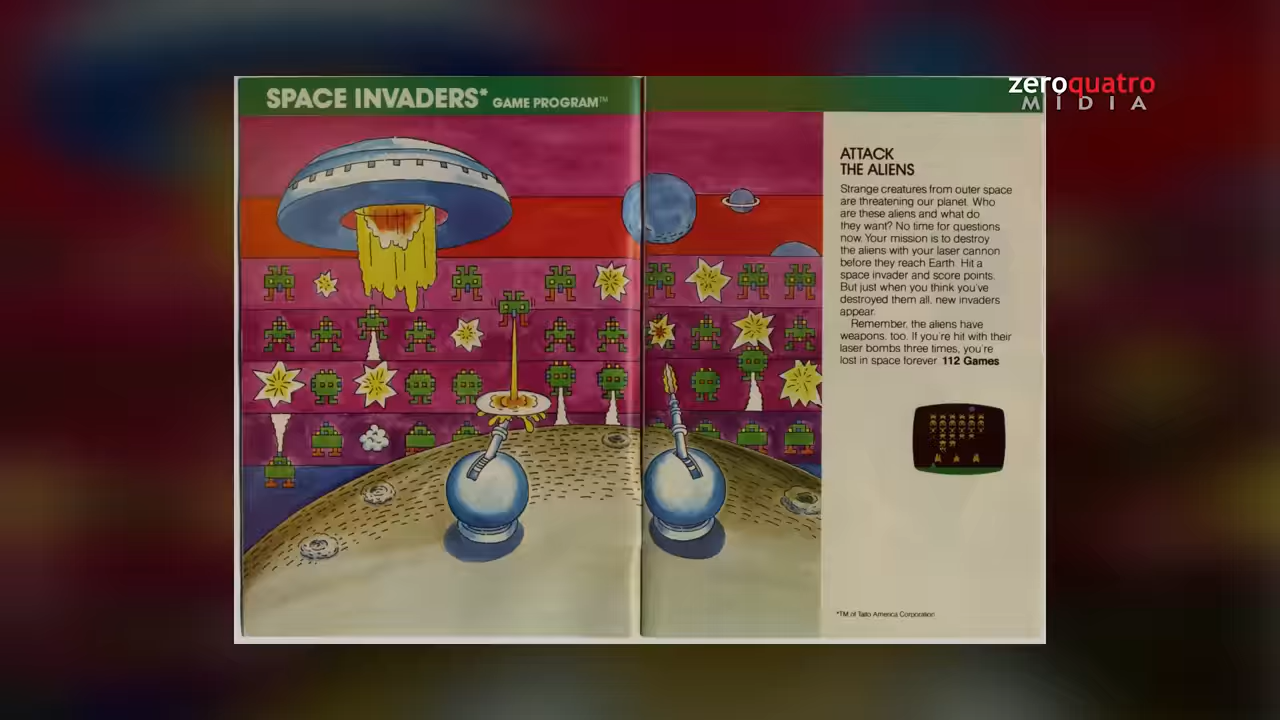 zeroquatro
MÍDIA
SPACE INVADERS* GAME PROGRAM™
ATTACK
THE ALIENS
Strange creatures from outer space
are threatening our planet. Who
are these aliens and what do
they want? No time for questions
now. Your mission is to destroy
the aliens with your laser cannon
before they reach Earth. Hit a
space invader and score points.
But just when you think you've
destroyed them all, new invaders
appear.
Remember, the aliens have
weapons, too. If you're hit with their
laser bombs three times, you're
lost in space forever. 112 Games
*TM of Taito America Corporation